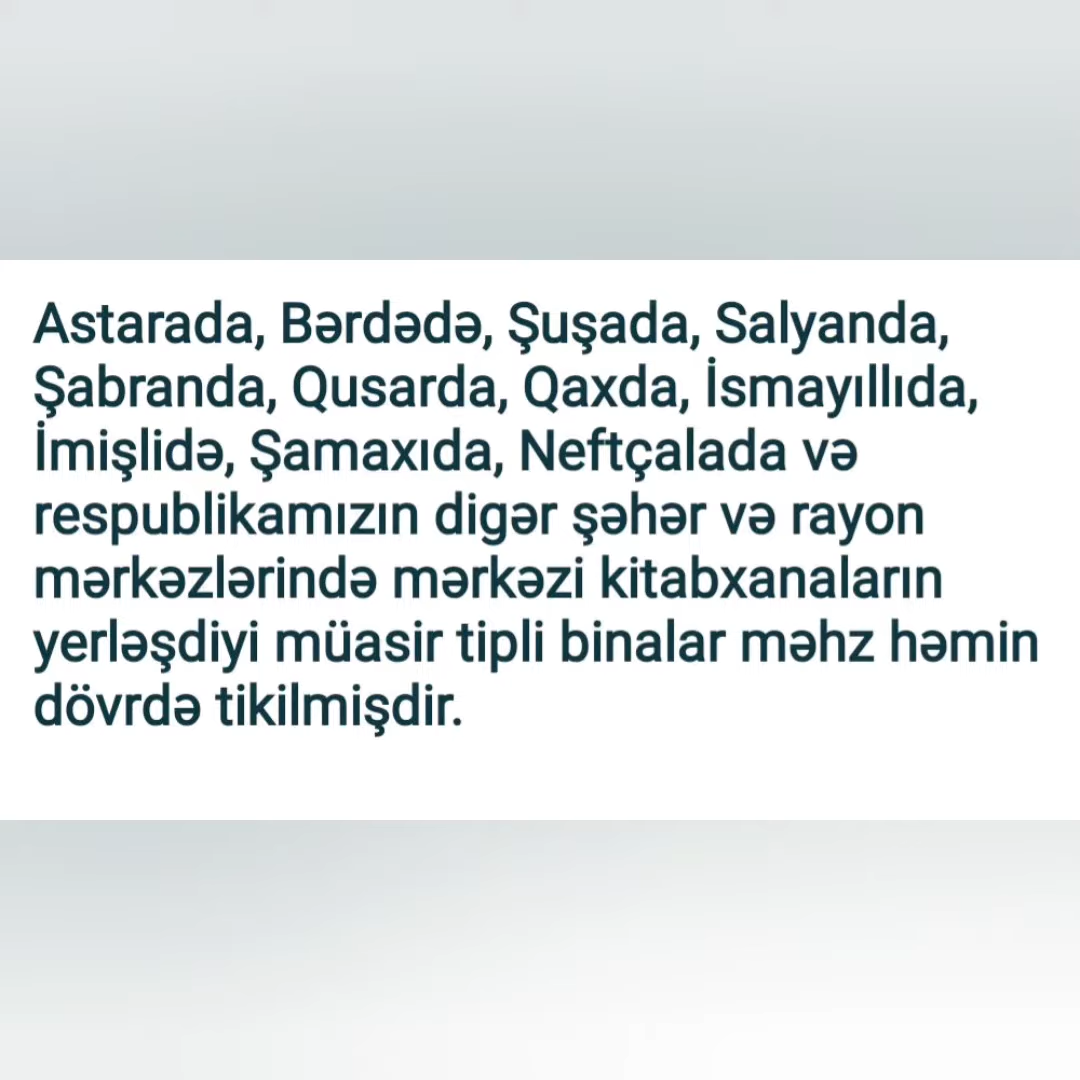 Astarada, Bərdədə, Şuşada, Salyanda,
Şabranda, Qusarda, Qaxda, İsmayıllıda,
İmişlidə, Şamaxıda, Neftçalada və
respublikamızın digər şəhər və rayon
mərkəzlərində mərkəzi kitabxanaların
yerləşdiyi müasir tipli binalar məhz həmin
dövrdə tikilmişdir.